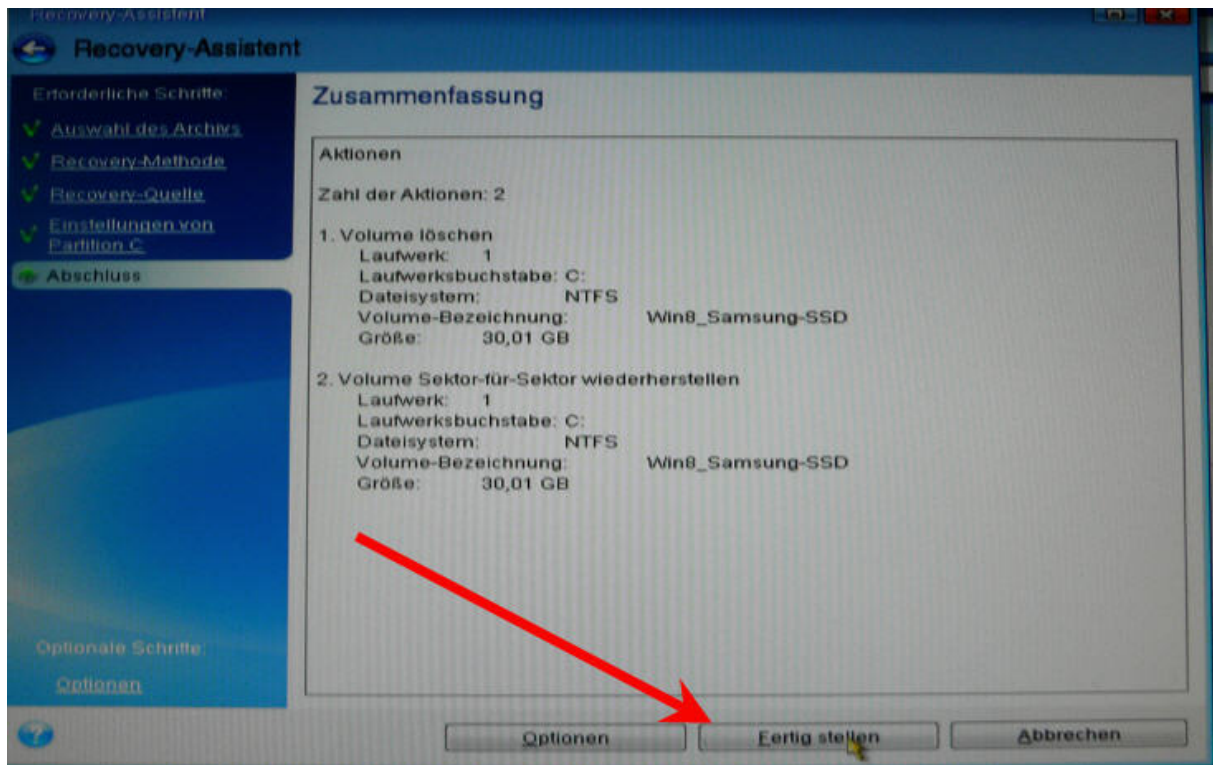 Recovery-Assistent
Recovery-Assistent
Erforderliche Schritte:
Auswahl des Archivs
Recovery-Methode
Recovery-Quelle
Einstellungen von
Partition C
Abschluss
Optionale Schritte:
Optionen
Zusammenfassung
Aktionen
Zahl der Aktionen: 2
1. Volume löschen
Laufwerk: 1
Laufwerksbuchstabe: C:
Dateisystem: NTFS
Volume-Bezeichnung: Win8_Samsung-SSD
Größe: 30,01 GB
2. Volume Sektor-für-Sektor wiederherstellen
Laufwerk: 1
Laufwerksbuchstabe: C:
Dateisystem: NTFS
Volume-Bezeichnung: Win8_Samsung-SSD
Größe: 30,01 GB
Optionen
Fertig stellen
Abbrechen